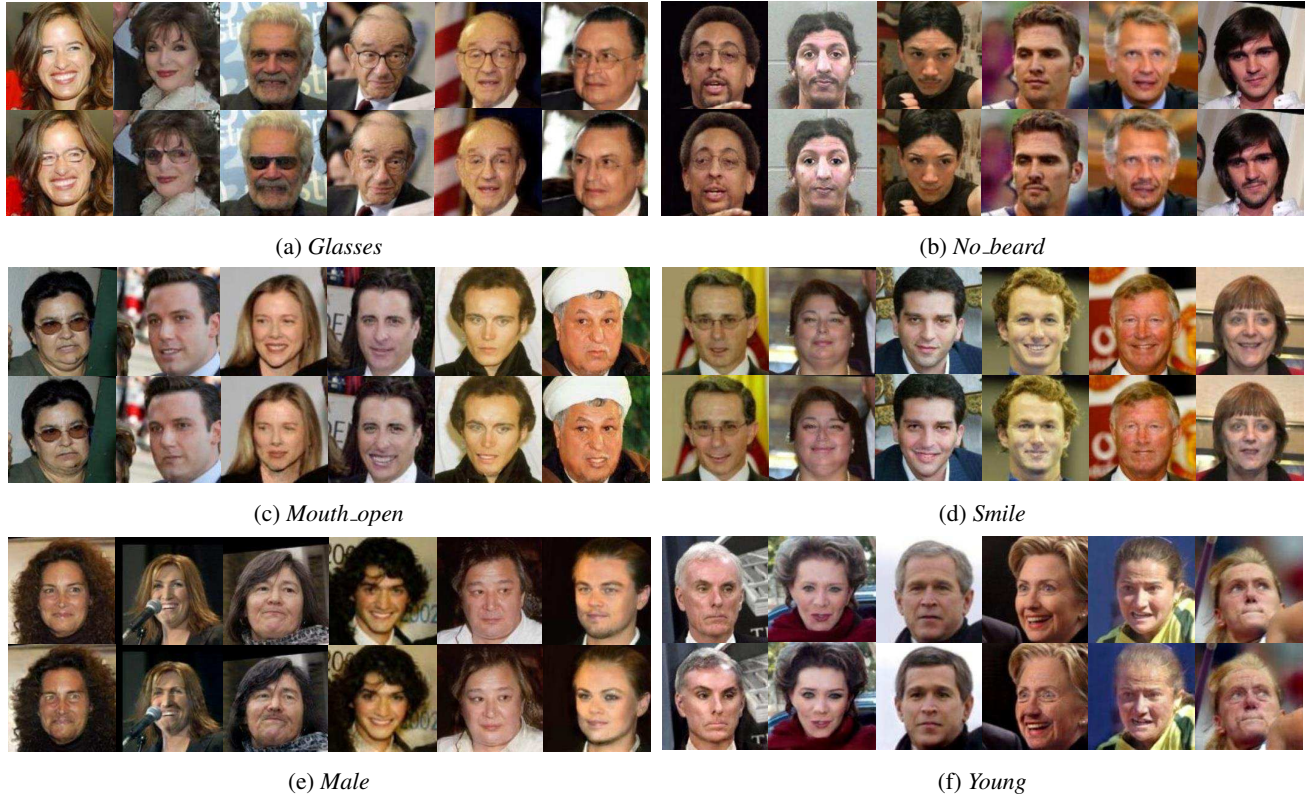 (a) Glasses
(b) No_beard
(c) Mouth_open
(d) Smile
(e) Male
(f) Young